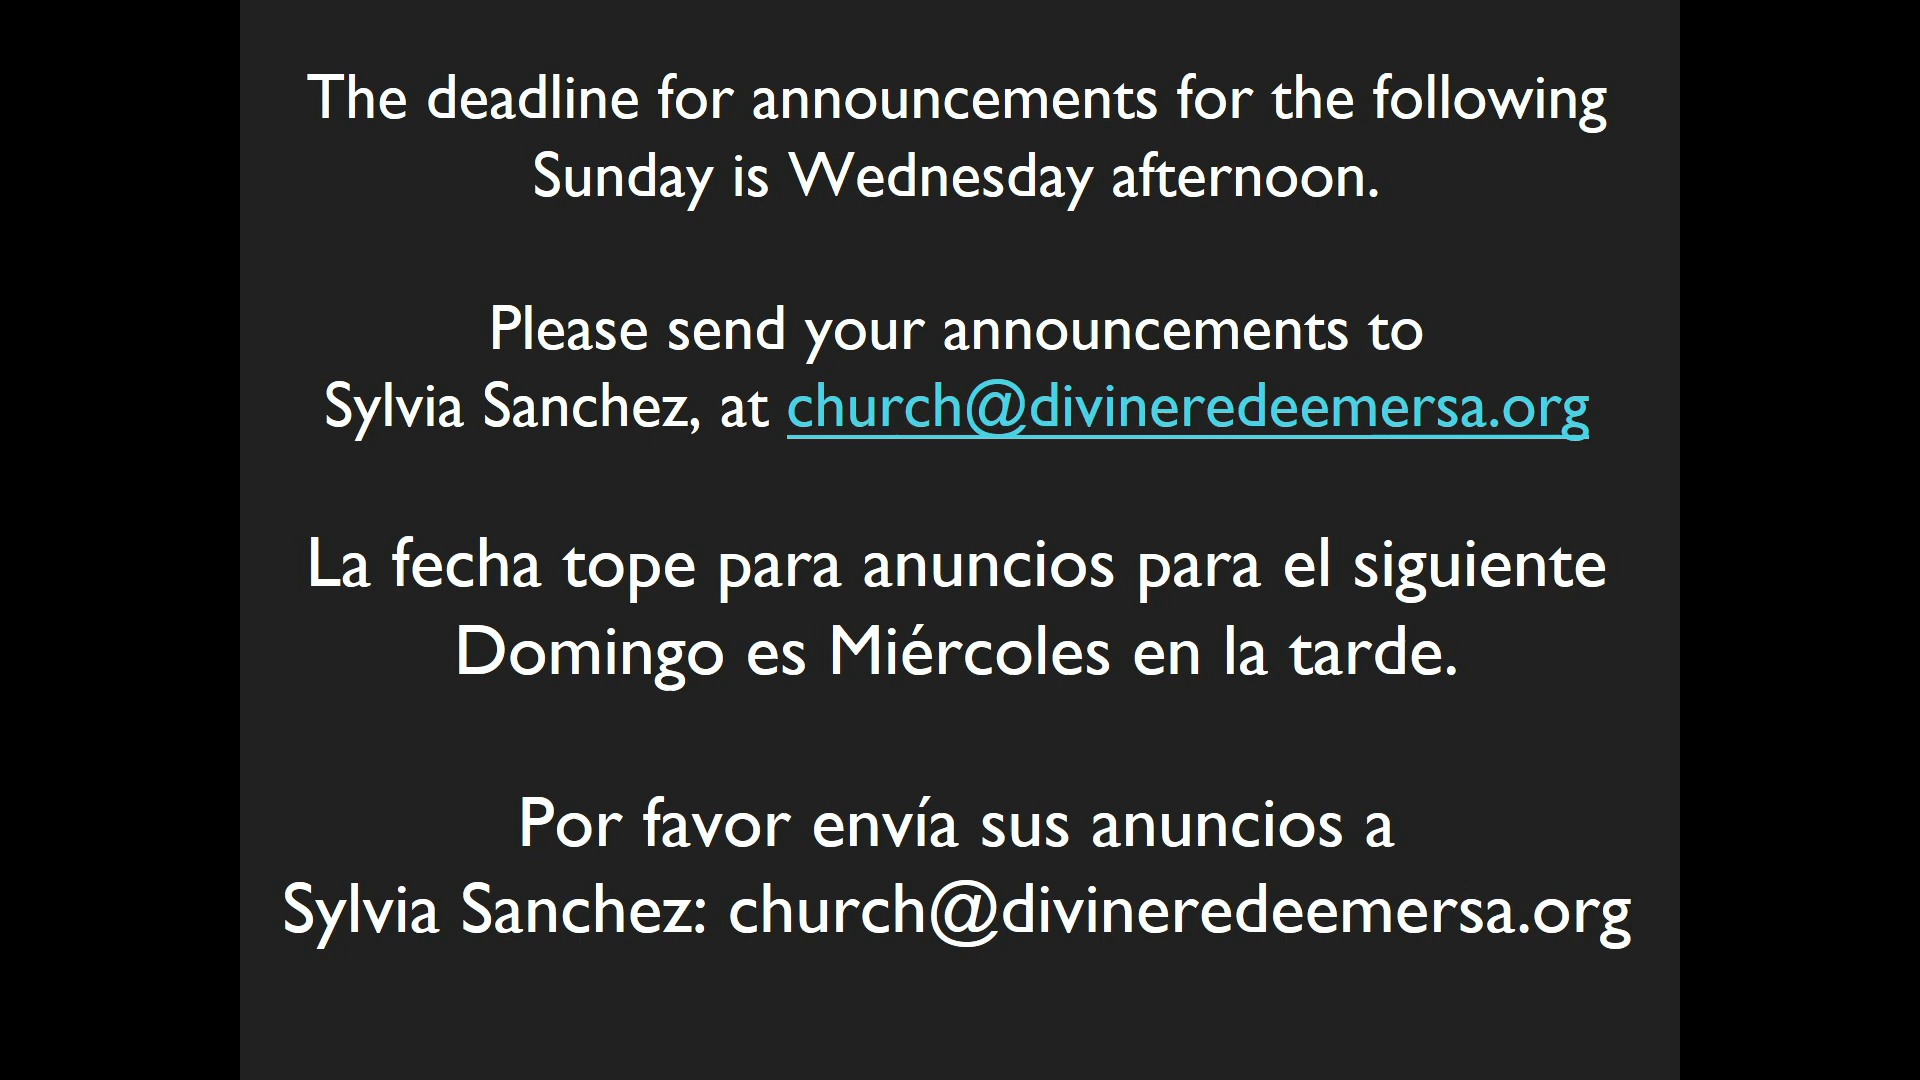 The deadline for announcements for the following
Sunday is Wednesday afternoon.
Please send your announcements to
Sylvia Sanchez, at church@divineredeemersa.org
La fecha tope para anuncios para el siguiente
Domingo es Miércoles en la tarde.
Por favor envía sus anuncios a
Sylvia Sanchez: church@divineredeemersa.org